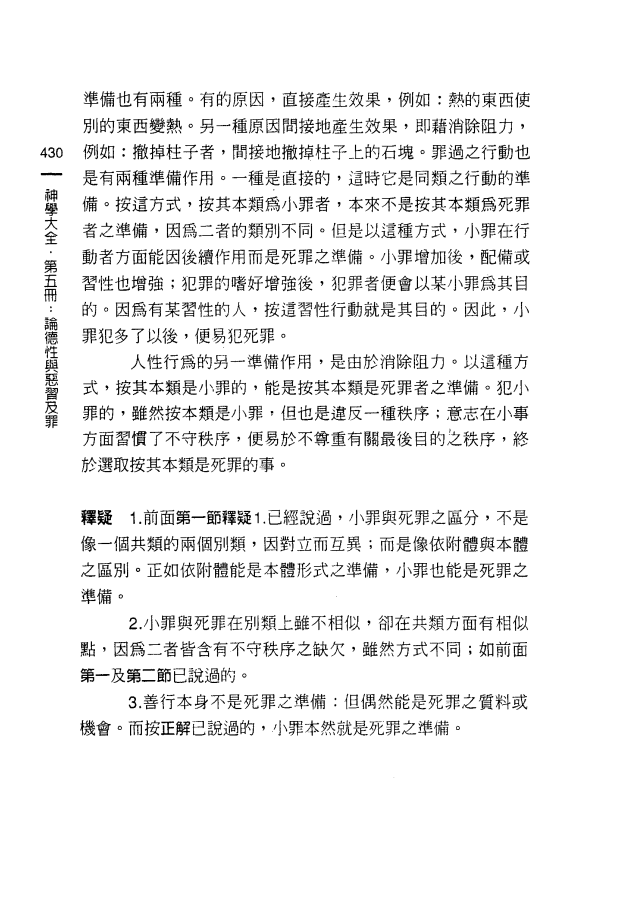 準備也有兩種。有的原因，直接產生效果，例如：熱的東西使
別的東西變熱。另一種原因間接地產生效果，即藉消除阻力，
例如：撤掉柱子者，間接地撤掉柱子上的石塊。罪過之行動也
是有兩種準備作用。一種是直接的，這時它是同類之行動的準
備。按這方式，按其本類爲小罪者，本來不是按其本類爲死罪
者之準備，因爲二者的類別不同。但是以這種方式，小罪在行
動者方面能因後續作用而是死罪之準備。小罪增加後，配備或
習性也增強；犯罪的嗜好增強後，犯罪者便會以某小罪爲其目
的。因爲有某習性的人，按這習性行動就是其目的。因此，小
罪犯多了以後，便易犯死罪。
人性行爲的另一準備作用，是由於消除阻力。以這種方
式，按其本類是小罪的，能是按其本類是死罪者之準備。犯小
罪的，雖然按本類是小罪，但也是違反一種秩序；意志在小事
方面習慣了不守秩序，便易於不尊重有關最後目的之秩序，終
於選取按其本類是死罪的事。
釋疑　1.前面第一節釋疑1.已經說過，小罪與死罪之區分，不是
像一個共類的兩個別類，因對立而互異；而是像依附體與本體
之區別。正如依附體能是本體形式之準備，小罪也能是死罪之
準備。
2.小罪與死罪在別類上雖不相似，卻在共類方面有相似
點，因爲二者皆含有不守秩序之缺欠，雖然方式不同；如前面
第一及第二節已說過的。
3.善行本身不是死罪之準備：但偶然能是死罪之質料或
機會。而按正解已說過的，小罪本然就是死罪之準備。
430
神學大全．第五冊：論德性與惡習及罪